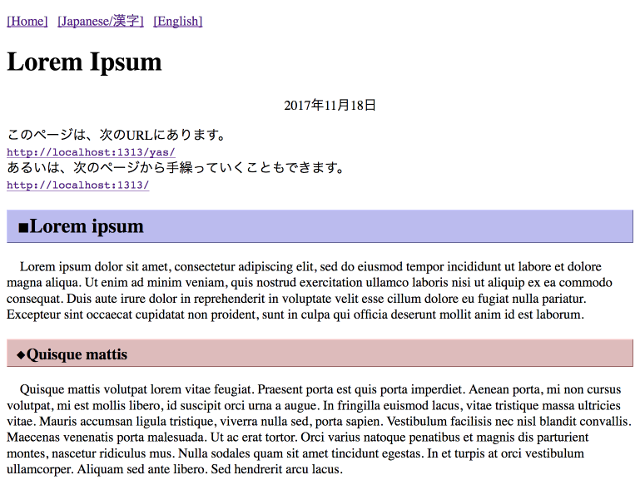 [Home] [Japanese/漢字] [English]
Lorem Ipsum
2017年11月18日
このページは、次のURLにあります。
http://localhost:1313/yas/
あるいは、次のページから手繰っていくこともできます。
http://localhost:1313/
■Lorem ipsum
Lorem ipsum dolor sit amet, consectetur adipiscing elit, sed do eiusmod tempor incididunt ut labore et dolore
magna aliqua. Ut enim ad minim veniam, quis nostrud exercitation ullamco laboris nisi ut aliquip ex ea commodo
consequat. Duis aute irure dolor in reprehenderit in voluptate velit esse cillum dolore eu fugiat nulla pariatur.
Excepteur sint occaecat cupidatat non proident, sunt in culpa qui officia deserunt mollit anim id est laborum.
◆Quisque mattis
Quisque mattis volutpat lorem vitae feugiat. Praesent porta est quis porta imperdiet. Aenean porta, mi non cursus
volutpat, mi est mollis libero, id suscipit orci urna a augue. In fringilla euismod lacus, vitae tristique massa ultricies
vitae. Mauris accumsan ligula tristique, viverra nulla sed, porta sapien. Vestibulum facilisis nec nisl blandit convallis.
Maecenas venenatis porta malesuada. Ut ac erat tortor. Orci varius natoque penatibus et magnis dis parturient
montes, nascetur ridiculus mus. Nulla sodales quam sit amet tincidunt egestas. In et turpis at orci vestibulum
ullamcorper. Aliquam sed ante libero. Sed hendrerit arcu lacus.